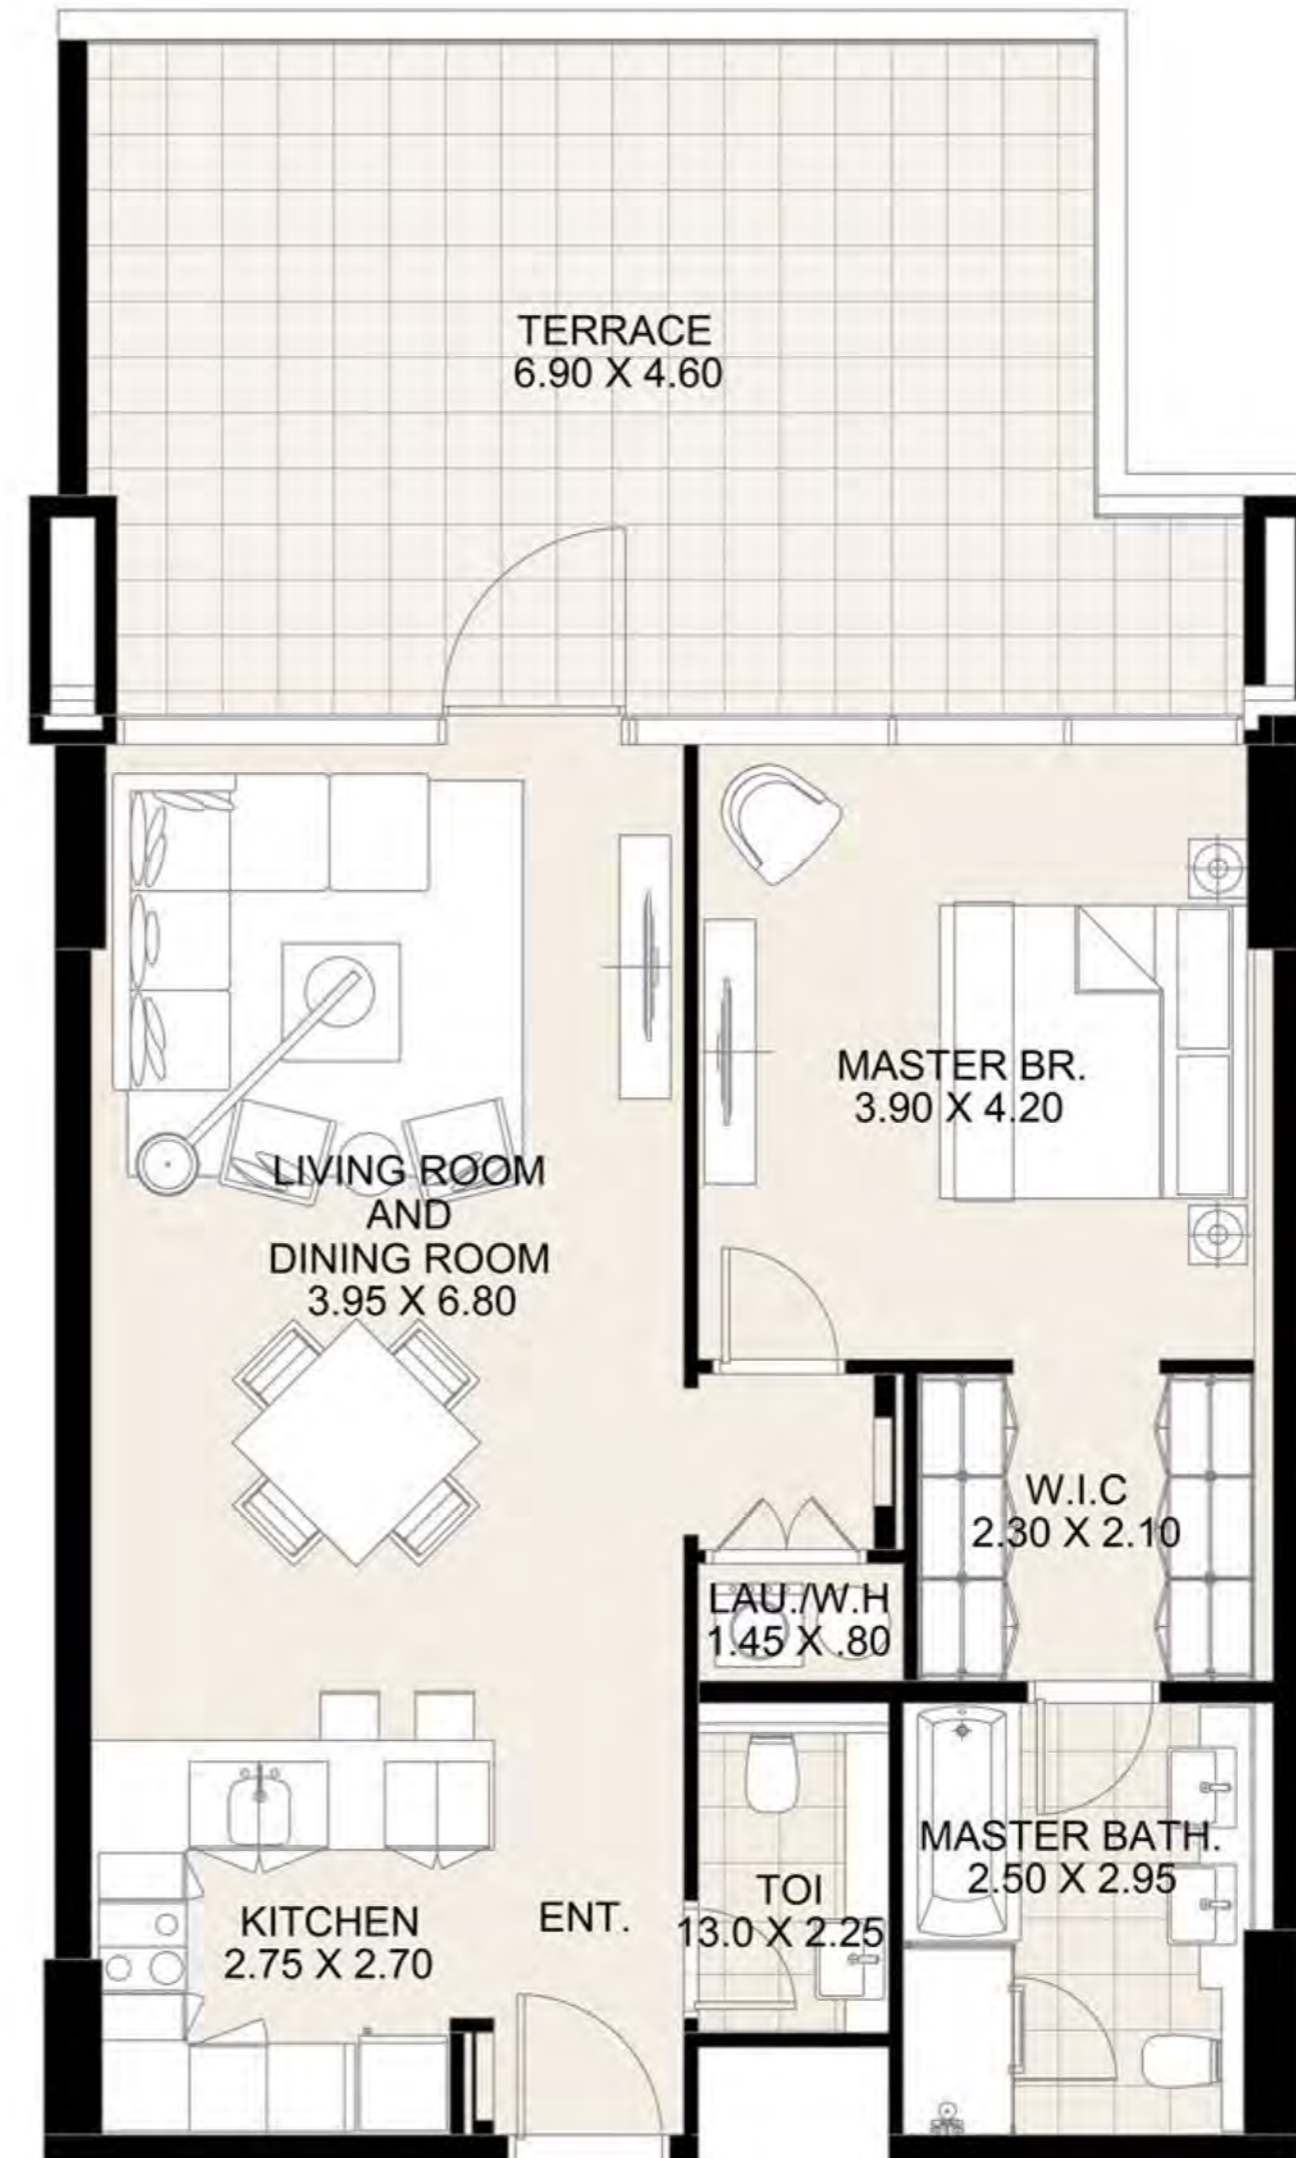 TERRACE
6.90 X 4.60
MASTER BR.
3.90 X 4.20
LIVING ROOM
AND
DINING ROOM
3.95 X 6.80
W.I.C
2.30 X 2.10
LAU./W.H
1.45 X .80
MASTER BATH.
2.50 X 2.95
TOI
13.0 X 2.25
ENT.
KITCHEN
2.75 X 2.70